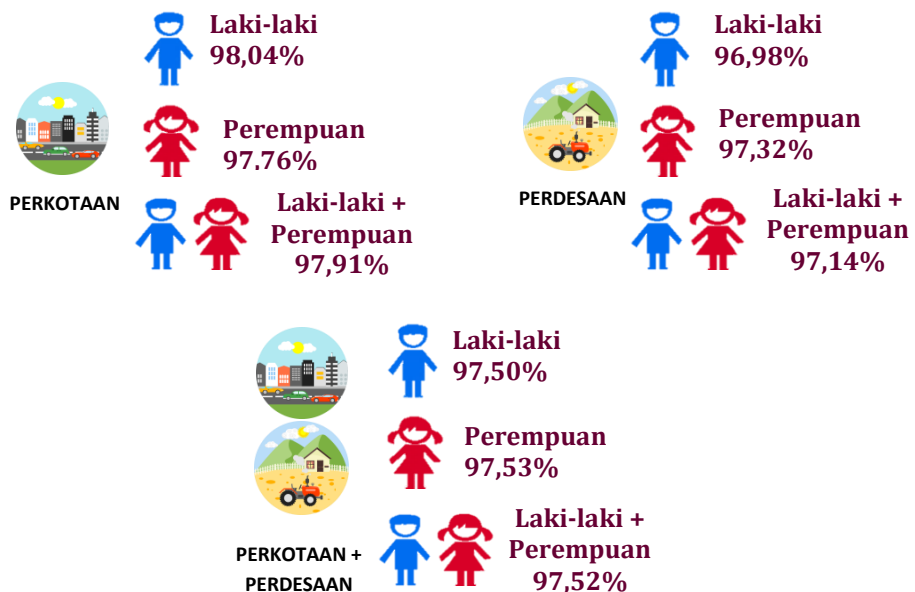 Laki-laki
98,04%
Perempuan
97,76%
PERKOTAAN
Laki-laki +
Perempuan
97,91%
Laki-laki
96,98%
Perempuan
97,32%
PERDESAAN
Laki-laki +
Perempuan
97,14%
Laki-laki
97,50%
Perempuan
97,53%
PERKOTAAN +
PERDESAAN
Laki-laki +
Perempuan
97,52%